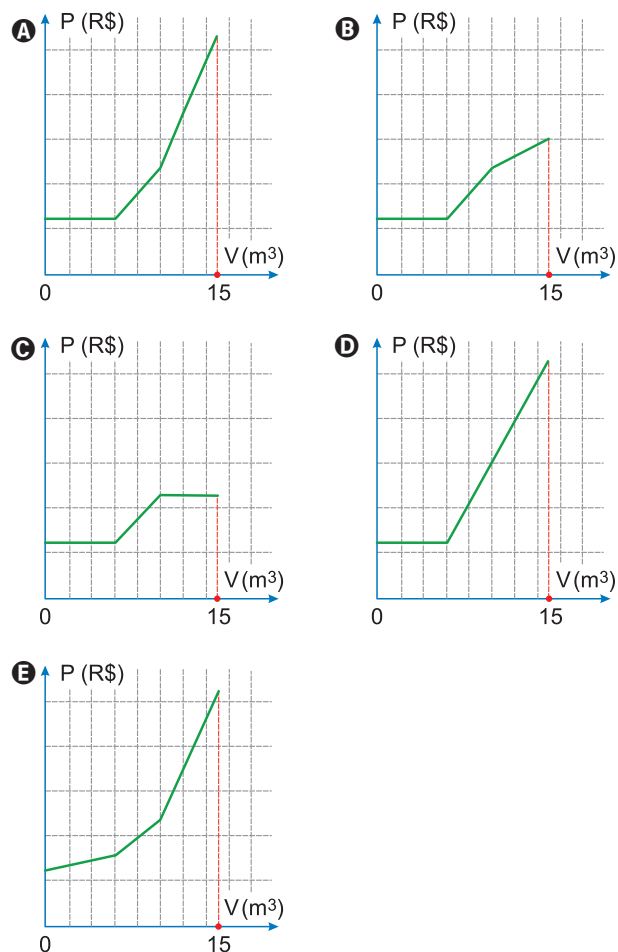 A P (R$)
V (m³)
0 15
B P (R$)
V (m³)
0 15
C P (R$)
V (m³)
0 15
D P (R$)
V (m³)
0 15
E P (R$)
V (m³)
0 15